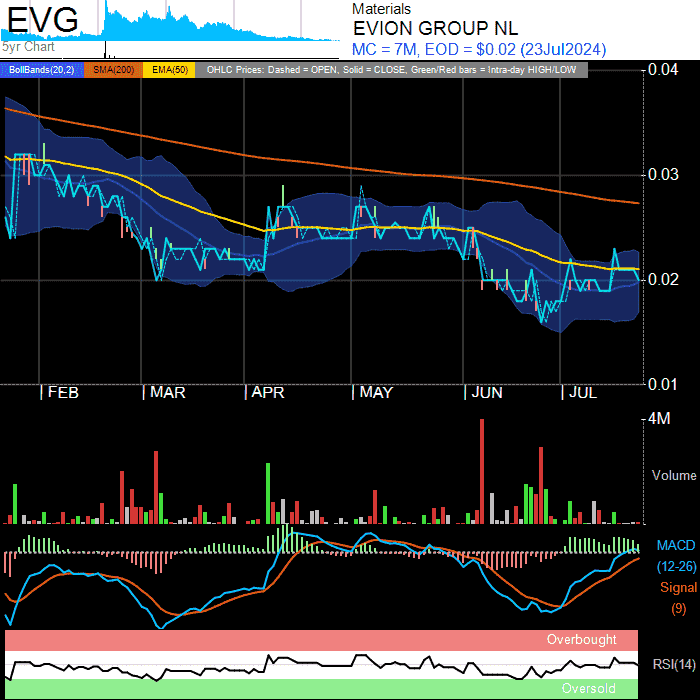 EVG
5yr Chart
Materials
EVION GROUP NL
MC = 7M, EOD = $0.02 (23Jul2024)
BollBands(20,2) SMA(200) EMA(50) OHLC Prices: Dashed = OPEN, Solid = CLOSE, Green/Red bars = Intra-day HIGH/LOW
0.04
0.03
0.02
0.01
FEB MAR APR MAY JUN JUL
4M
Volume
MACD
(12-26)
Signal
(9)
Overbought
RSI(14)
Oversold